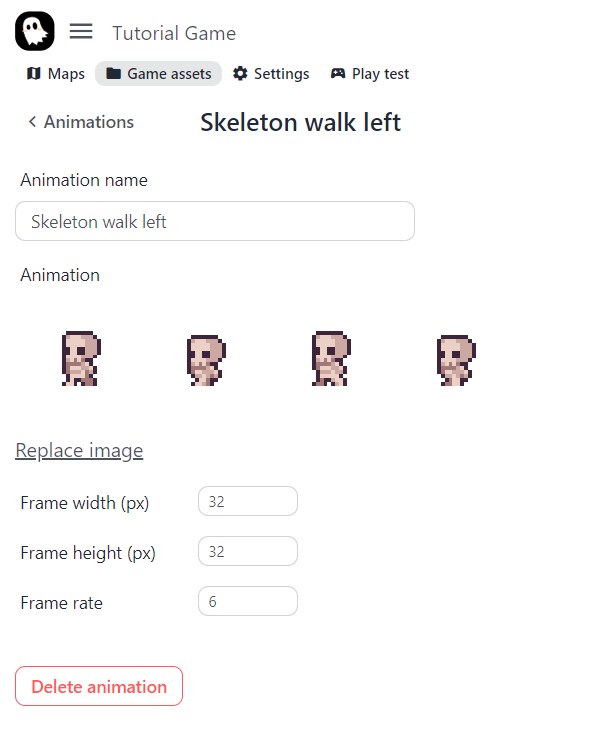 Tutorial Game
Maps Game assets Settings Play test
Animations Skeleton walk left
Animation name
Skeleton walk left
Animation
Replace image
Frame width (px) 32
Frame height (px) 32
Frame rate 6
Delete animation